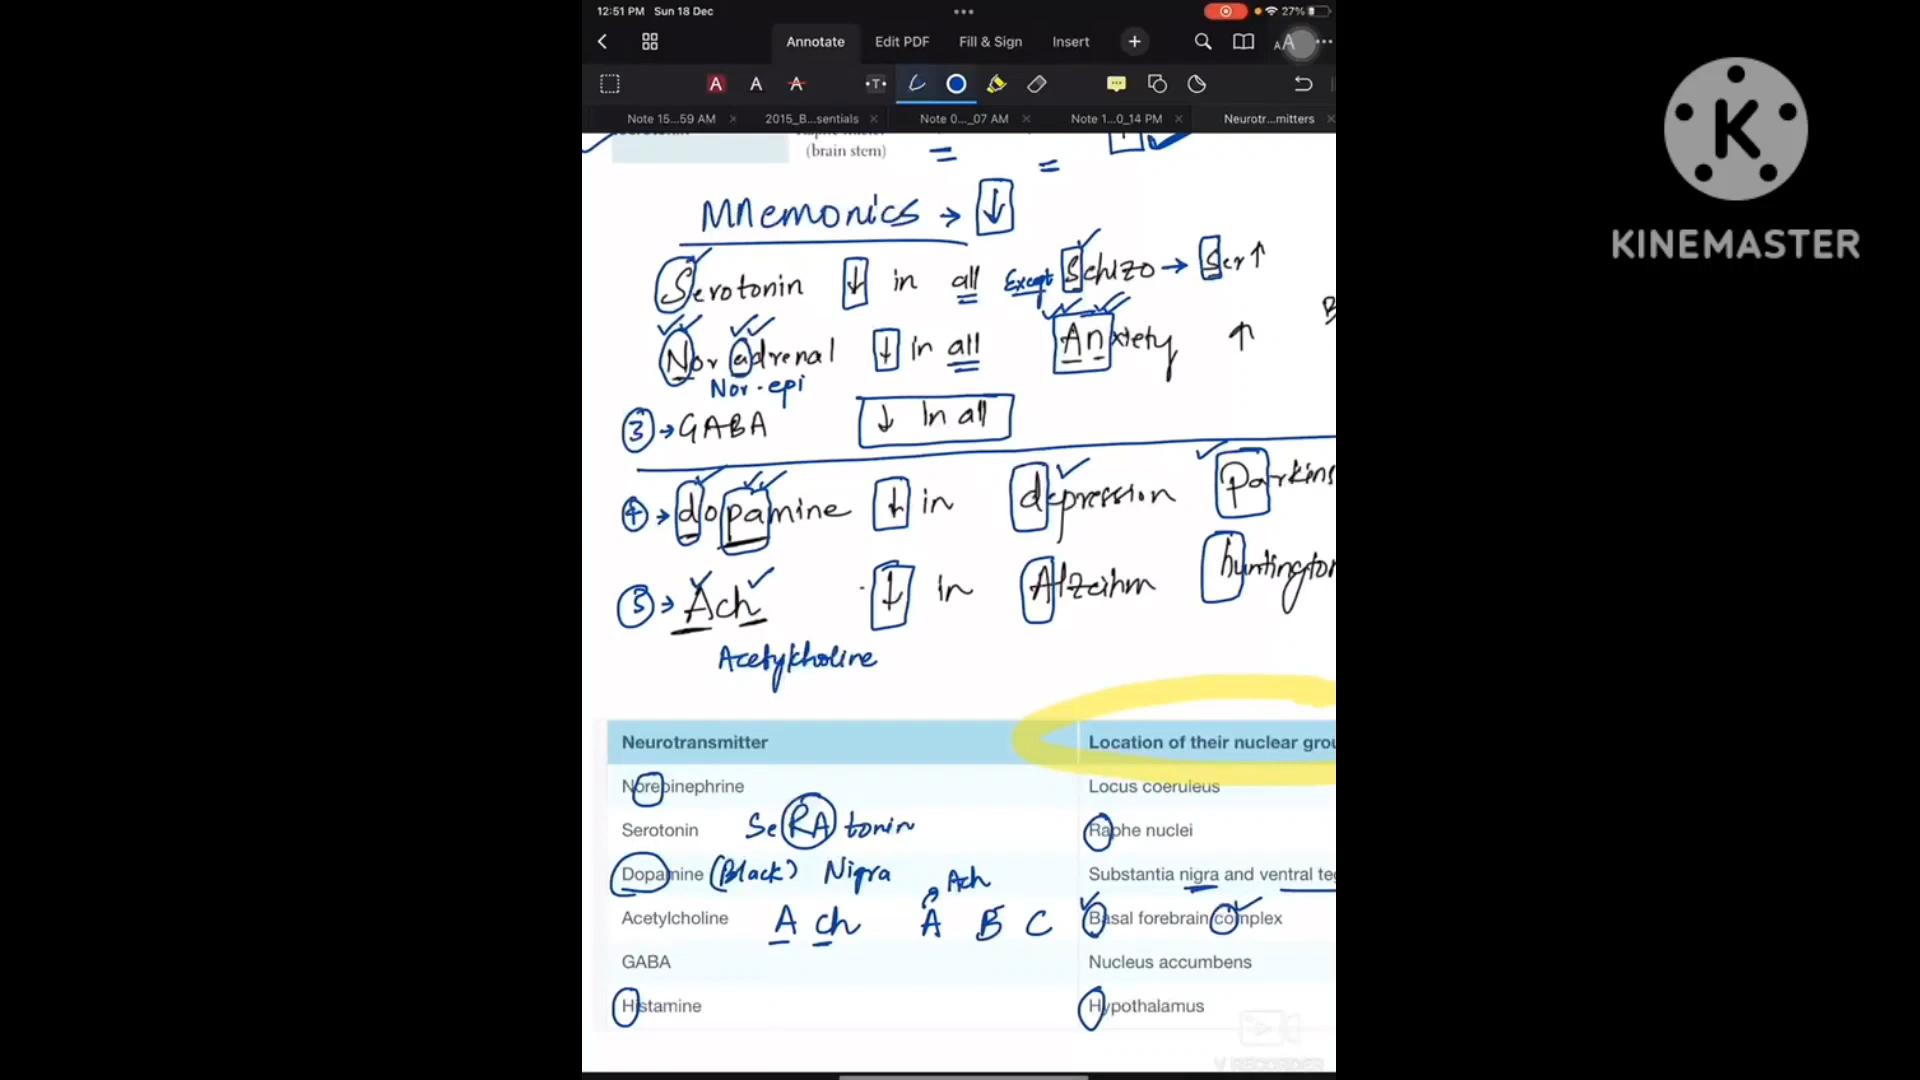 12:51 PM Sun 18 Dec
27%
Annotate Edit PDF Fill & Sign Insert
Note 15...59 AM 2015_B...sentials Note 0..._07 AM Note 1...0_14 PM Neurotr...mitters
(brain stem)
KINEMASTER
Mnemonics → ↓
Serotonin ↓ in all Except Schizo → Ser↑
Nor adrenal ↓ in all Anxiety ↑
Nor-epi
③→ GABA ↓ In all
④→ dopamine ↓ in depression Parkins
⑤→ Ach ↓ in Alzeihm huntington
Acetylcholine
Neurotransmitter Location of their nuclear grou
Norepinephrine Locus coeruleus
Serotonin SeRAtonin Raphe nuclei
Dopamine (Black) Nigra Substantia nigra and ventral te
Ach
Acetylcholine A ch A B C Basal forebrain complex
GABA Nucleus accumbens
Histamine Hypothalamus
V RECORDER